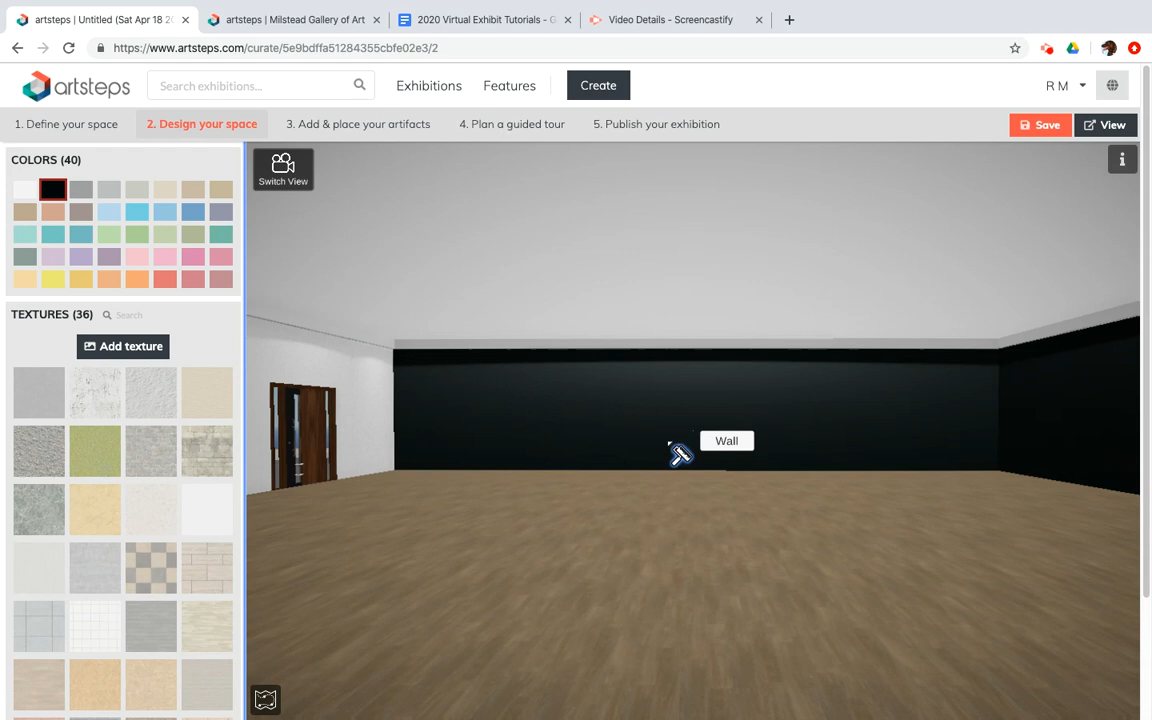 artsteps | Untitled (Sat Apr 18 20
artsteps | Milstead Gallery of Art
2020 Virtual Exhibit Tutorials - G
Video Details - Screencastify
https://www.artsteps.com/curate/5e9bdffa51284355cbfe02e3/2
artsteps
Search exhibitions...
Exhibitions
Features
Create
R M
1. Define your space
2. Design your space
3. Add & place your artifacts
4. Plan a guided tour
5. Publish your exhibition
Save
View
COLORS (40)
Switch View
TEXTURES (36)
Search
Add texture
Wall